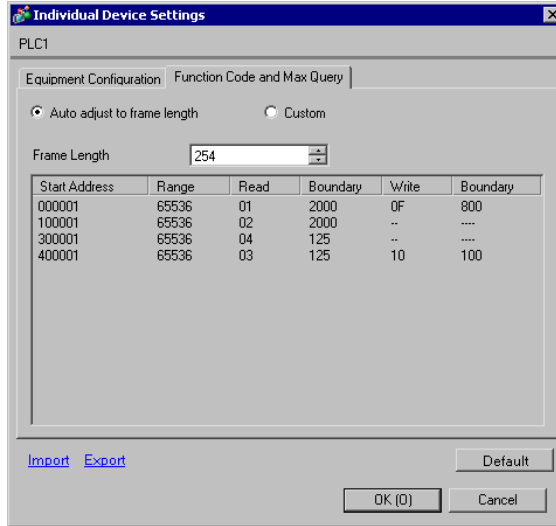 Individual Device Settings
PLC1
Equipment Configuration Function Code and Max Query
Auto adjust to frame length Custom
Frame Length 254
Start Address Range Read Boundary Write Boundary
000001 65536 01 2000 0F 800
100001 65536 02 2000 -- ----
300001 65536 04 125 -- ----
400001 65536 03 125 10 100
Import Export Default
OK (O) Cancel